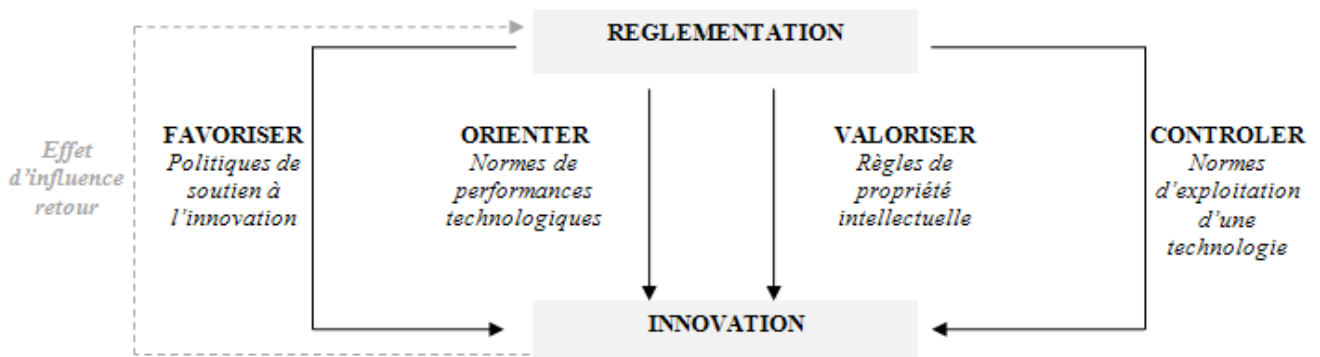 REGLEMENTATION
Effet
d'influence
retour
FAVORISER
Politiques de
soutien à
l'innovation
ORIENTER
Normes de
performances
technologiques
VALORISER
Règles de
propriété
intellectuelle
CONTROLER
Normes
d'exploitation
d'une
technologie
INNOVATION